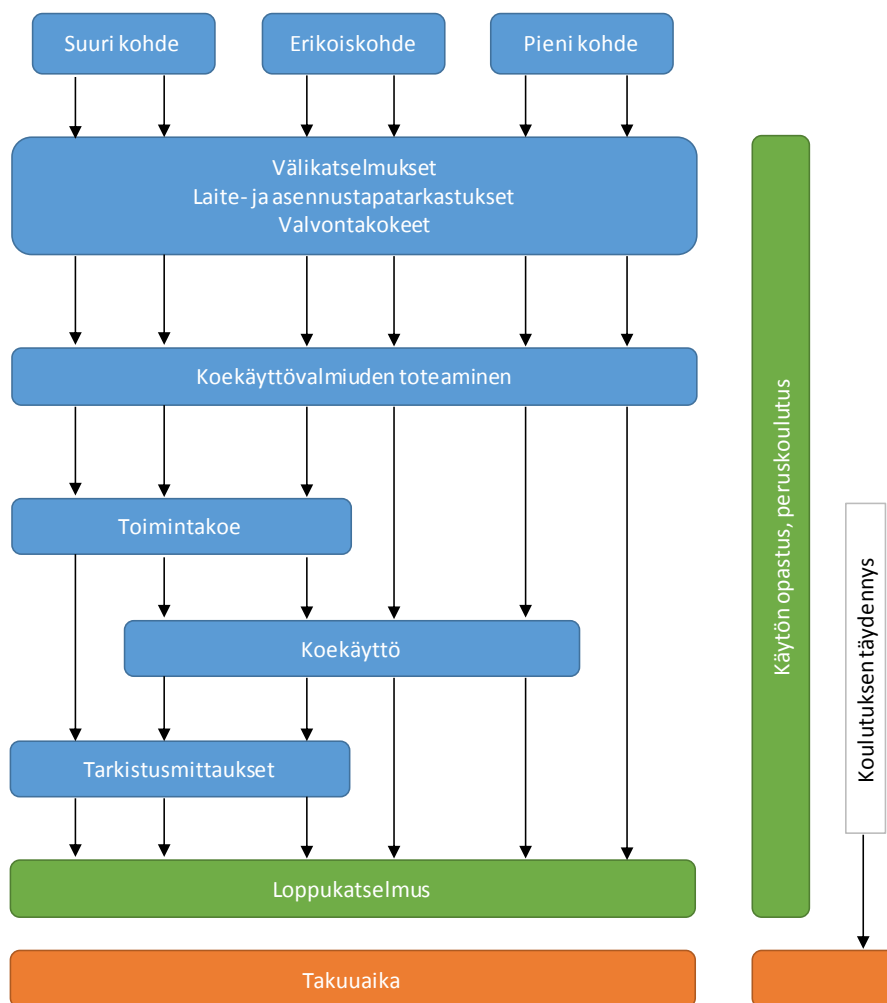 Suuri kohde
Erikoiskohde
Pieni kohde
Välikatselmukset
Laite- ja asennustapatarkastukset
Valvontakokeet
Koekäyttövalmiuden toteaminen
Toimintakoe
Koekäyttö
Tarkistusmittaukset
Loppukatselmus
Takuuaika
Käytön opastus, peruskoulutus
Koulutuksen täydennys